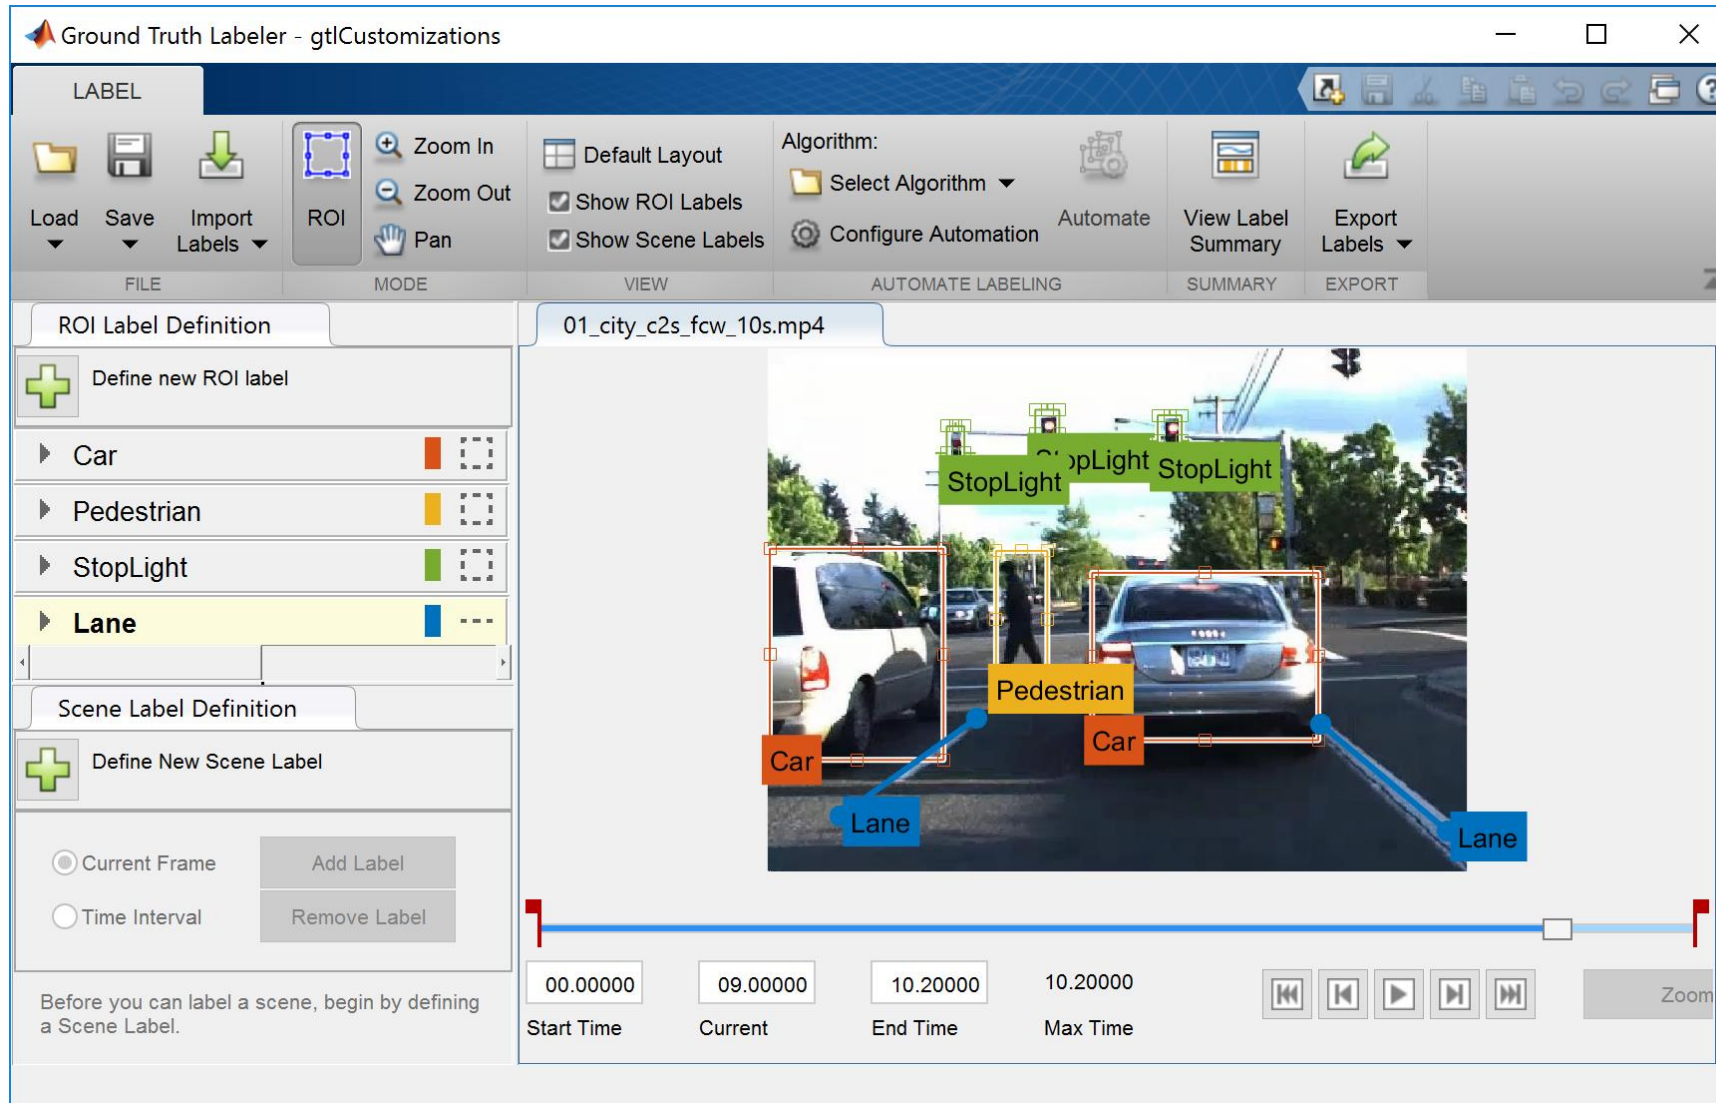 Ground Truth Labeler - gtlCustomizations
LABEL
Load
Save
Import
Labels
FILE
ROI
Zoom In
Zoom Out
Pan
MODE
Default Layout
Show ROI Labels
Show Scene Labels
VIEW
Algorithm:
Select Algorithm
Configure Automation
Automate
AUTOMATE LABELING
View Label
Summary
SUMMARY
Export
Labels
EXPORT
ROI Label Definition
Define new ROI label
Car
Pedestrian
StopLight
Lane
Scene Label Definition
Define New Scene Label
Current Frame
Add Label
Time Interval
Remove Label
Before you can label a scene, begin by defining
a Scene Label.
01_city_c2s_fcw_10s.mp4
StopLight
StopLight
StopLight
Pedestrian
Car
Car
Lane
Lane
00.00000
09.00000
10.20000
10.20000
Start Time
Current
End Time
Max Time
Zoom